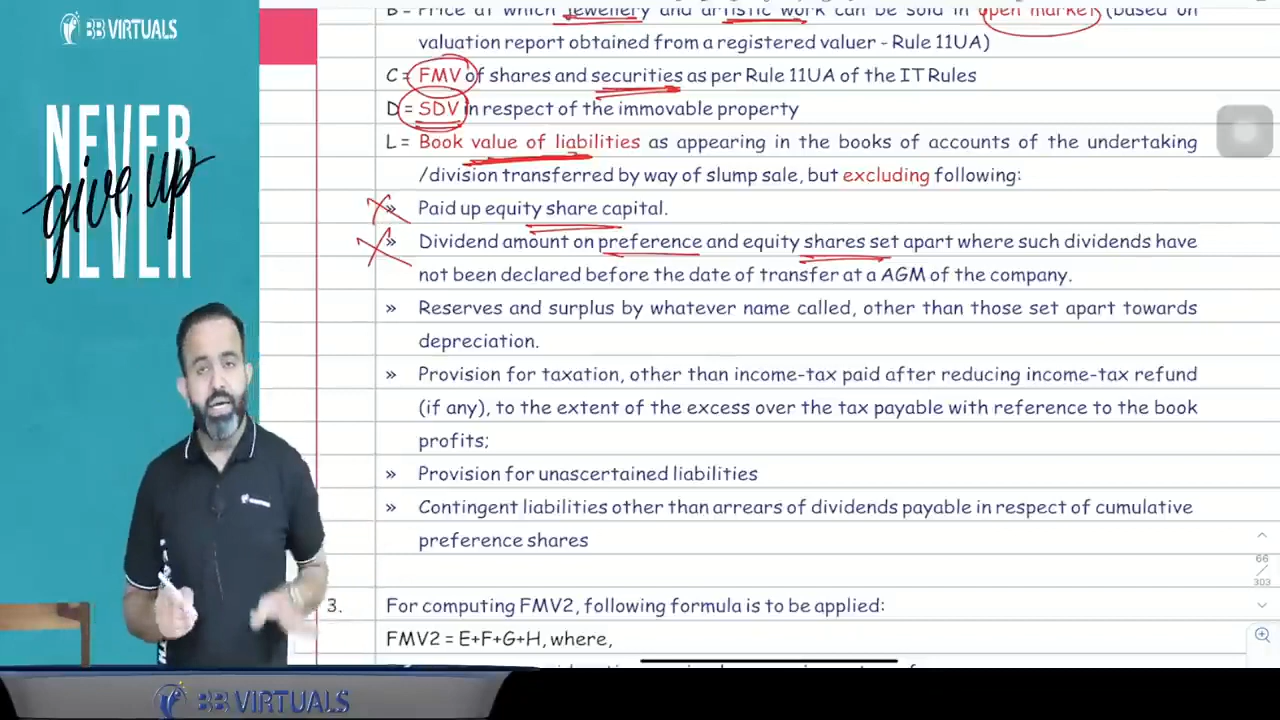 BB VIRTUALS
NEVER
give up
NEVER
B = Price at which jewellery and artistic work can be sold in open market (based on
valuation report obtained from a registered valuer - Rule 11UA)
C = FMV of shares and securities as per Rule 11UA of the IT Rules
D = SDV in respect of the immovable property
L = Book value of liabilities as appearing in the books of accounts of the undertaking
/division transferred by way of slump sale, but excluding following:
» Paid up equity share capital.
» Dividend amount on preference and equity shares set apart where such dividends have
not been declared before the date of transfer at a AGM of the company.
» Reserves and surplus by whatever name called, other than those set apart towards
depreciation.
» Provision for taxation, other than income-tax paid after reducing income-tax refund
(if any), to the extent of the excess over the tax payable with reference to the book
profits;
» Provision for unascertained liabilities
» Contingent liabilities other than arrears of dividends payable in respect of cumulative
preference shares
66
303
3. For computing FMV2, following formula is to be applied:
FMV2 = E+F+G+H, where,
BB VIRTUALS